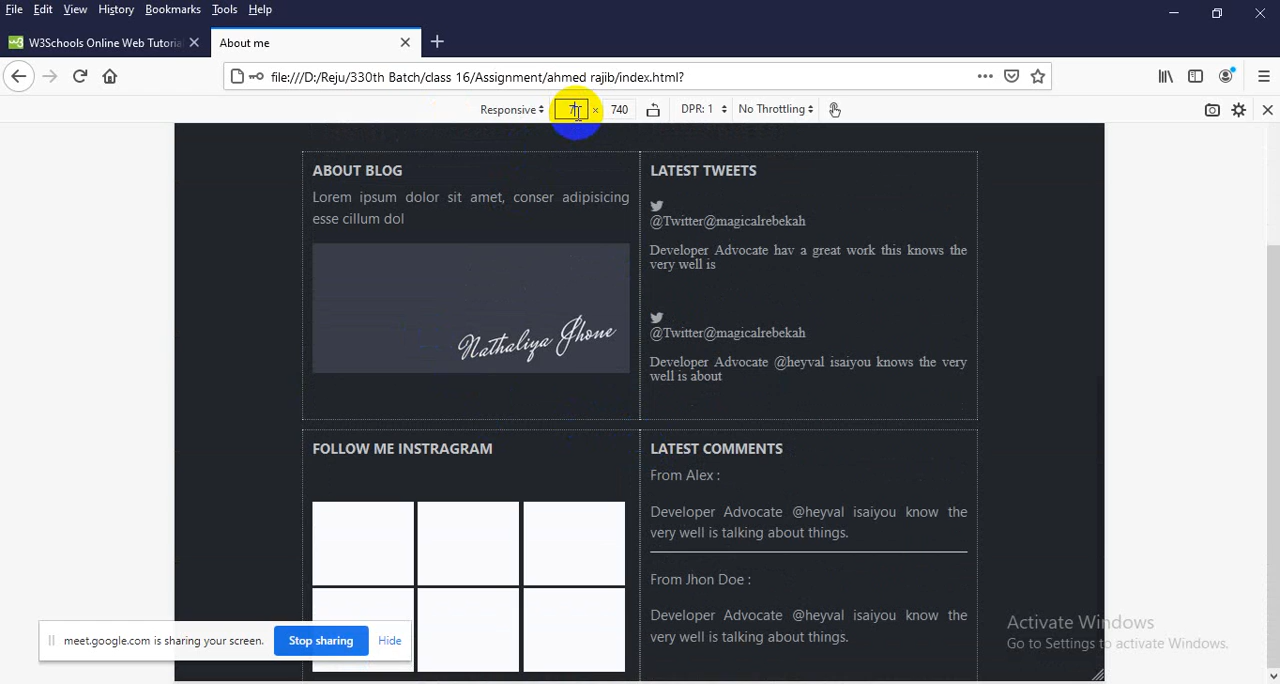 File Edit View History Bookmarks Tools Help
W3Schools Online Web Tutoria
About me
file:///D:/Reju/330th Batch/class 16/Assignment/ahmed rajib/index.html?
Responsive 7 × 740 DPR: 1 No Throttling
ABOUT BLOG
Lorem ipsum dolor sit amet, conser adipisicing
esse cillum dol
Nathaliya Jhone
LATEST TWEETS
@Twitter@magicalrebekah
Developer Advocate hav a great work this knows the
very well is
@Twitter@magicalrebekah
Developer Advocate @heyval isaiyou knows the very
well is about
FOLLOW ME INSTRAGRAM
LATEST COMMENTS
From Alex :
Developer Advocate @heyval isaiyou know the
very well is talking about things.
From Jhon Doe :
Developer Advocate @heyval isaiyou know the
very well is talking about things.
meet.google.com is sharing your screen. Stop sharing Hide
Activate Windows
Go to Settings to activate Windows.